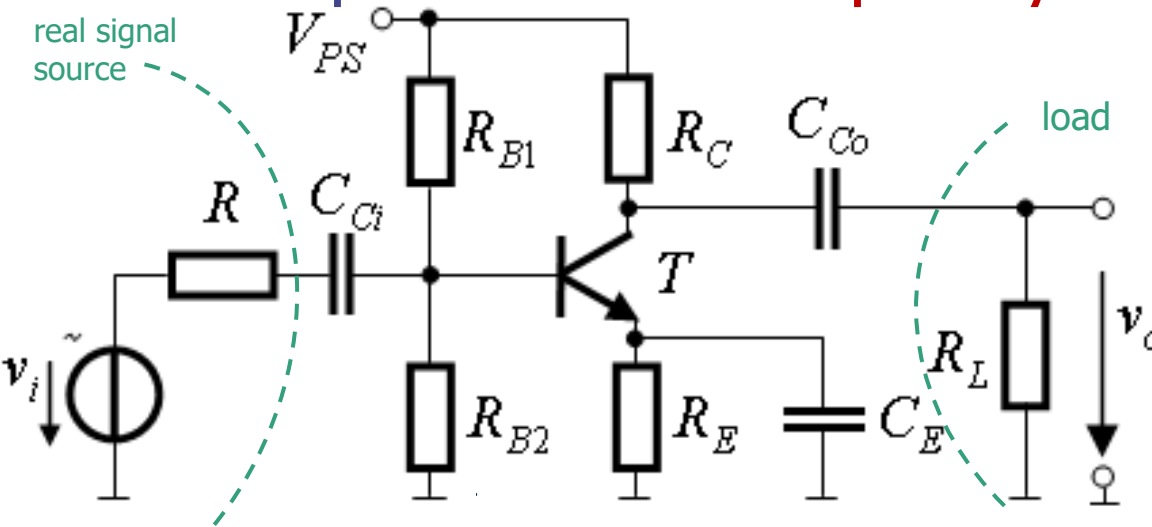 real signal
source
V_PS
R_B1
R_C
C_Co
load
R
C_Ci
T
~
v_i
R_B2
R_E
C_E
R_L